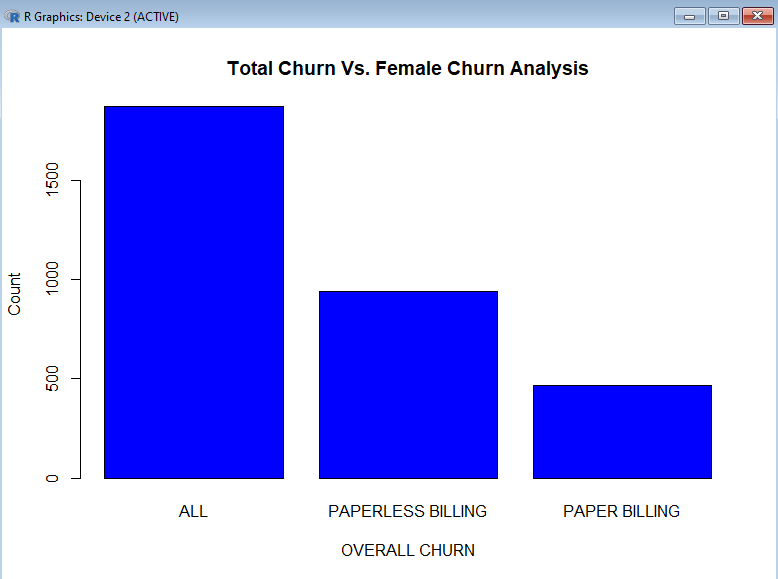 R Graphics: Device 2 (ACTIVE)
Total Churn Vs. Female Churn Analysis
Count
1500
1000
500
0
ALL PAPERLESS BILLING PAPER BILLING
OVERALL CHURN